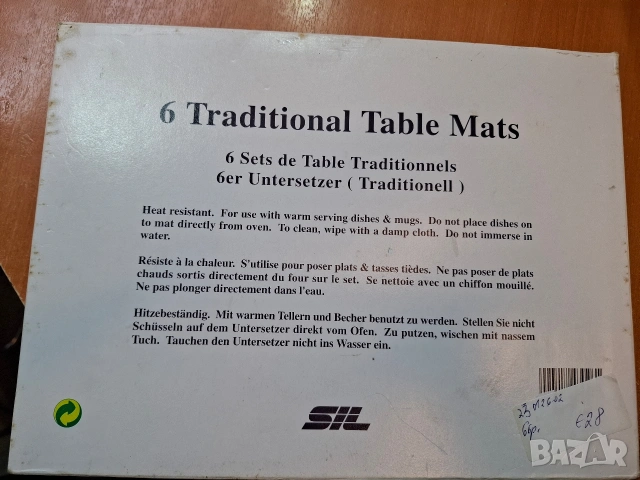 6 Traditional Table Mats
6 Sets de Table Traditionnels
6er Untersetzer ( Traditionell )
Heat resistant. For use with warm serving dishes & mugs. Do not place dishes on
to mat directly from oven. To clean, wipe with a damp cloth. Do not immerse in
water.
Résiste à la chaleur. S'utilise pour poser plats & tasses tièdes. Ne pas poser de plats
chauds sortis directement du four sur le set. Se nettoie avec un chiffon mouillé.
Ne pas plonger directement dans l'eau.
Hitzebeständig. Mit warmen Tellern und Becher benutzt zu werden. Stellen Sie nicht
Schüsseln auf dem Untersetzer direkt vom Ofen. Zu putzen, wischen mit nassem
Tuch. Tauchen den Untersetzer nicht ins Wasser ein.
SIL
6бр.
€28
BAZAR